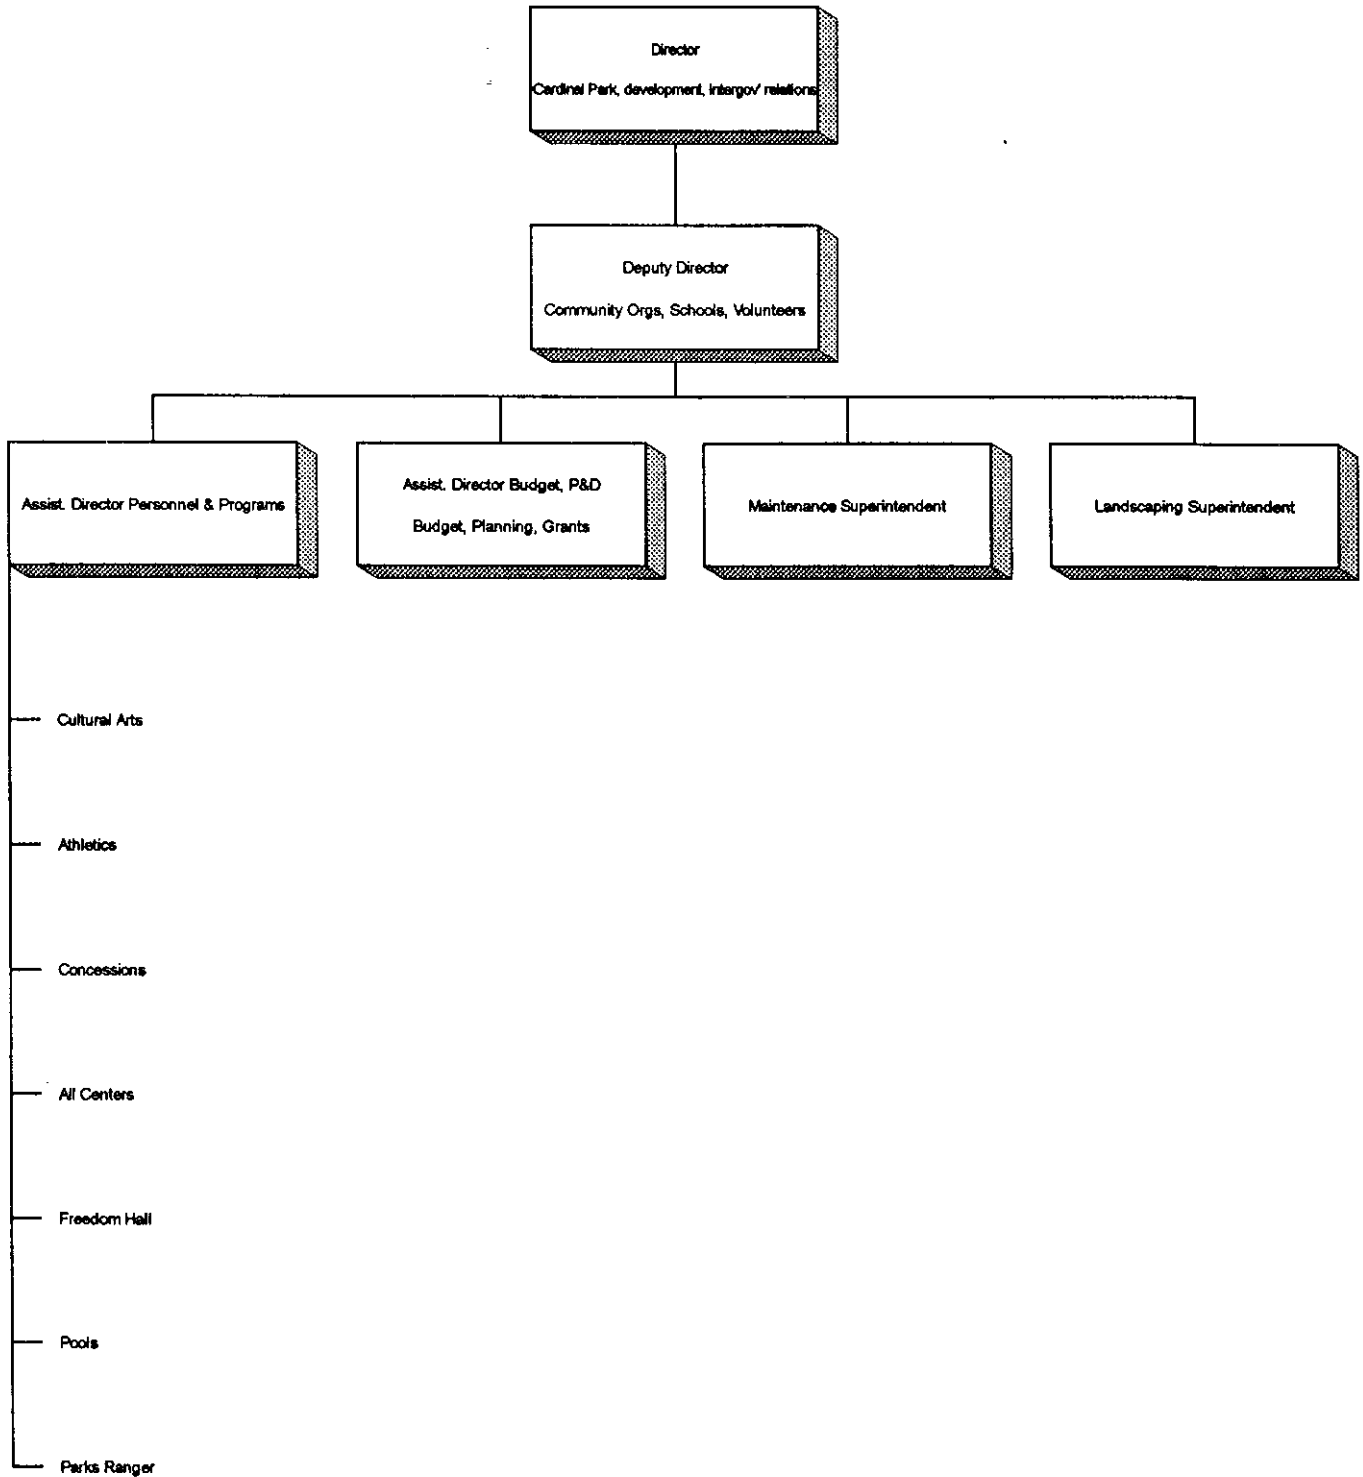 Director
Cardinal Park, development, intergov' relations
Deputy Director
Community Orgs, Schools, Volunteers
Assist. Director Personnel & Programs
Assist. Director Budget, P&D
Budget, Planning, Grants
Maintenance Superintendent
Landscaping Superintendent
Cultural Arts
Athletics
Concessions
All Centers
Freedom Hall
Pools
Parks Ranger